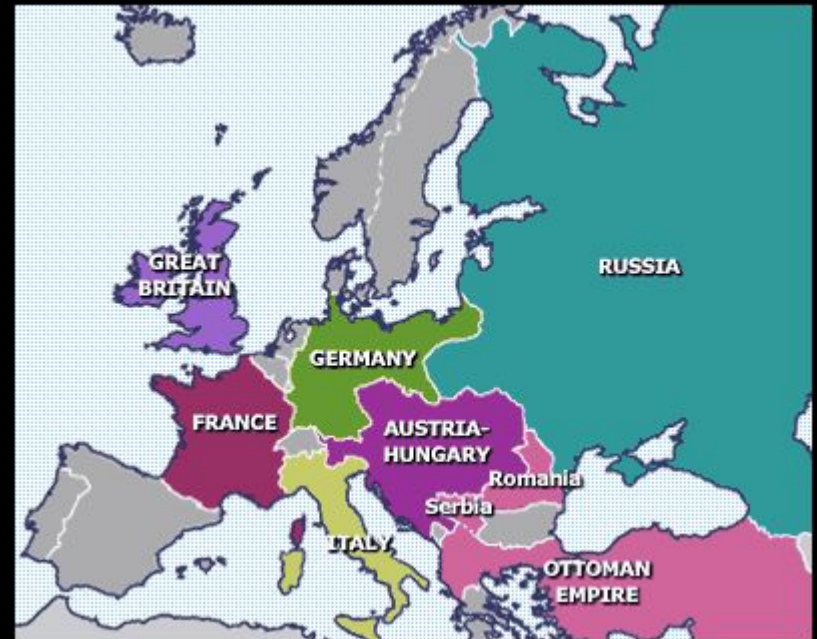 GREAT
BRITAIN
RUSSIA
GERMANY
FRANCE
AUSTRIA-
HUNGARY
Romania
Serbia
ITALY
OTTOMAN
EMPIRE